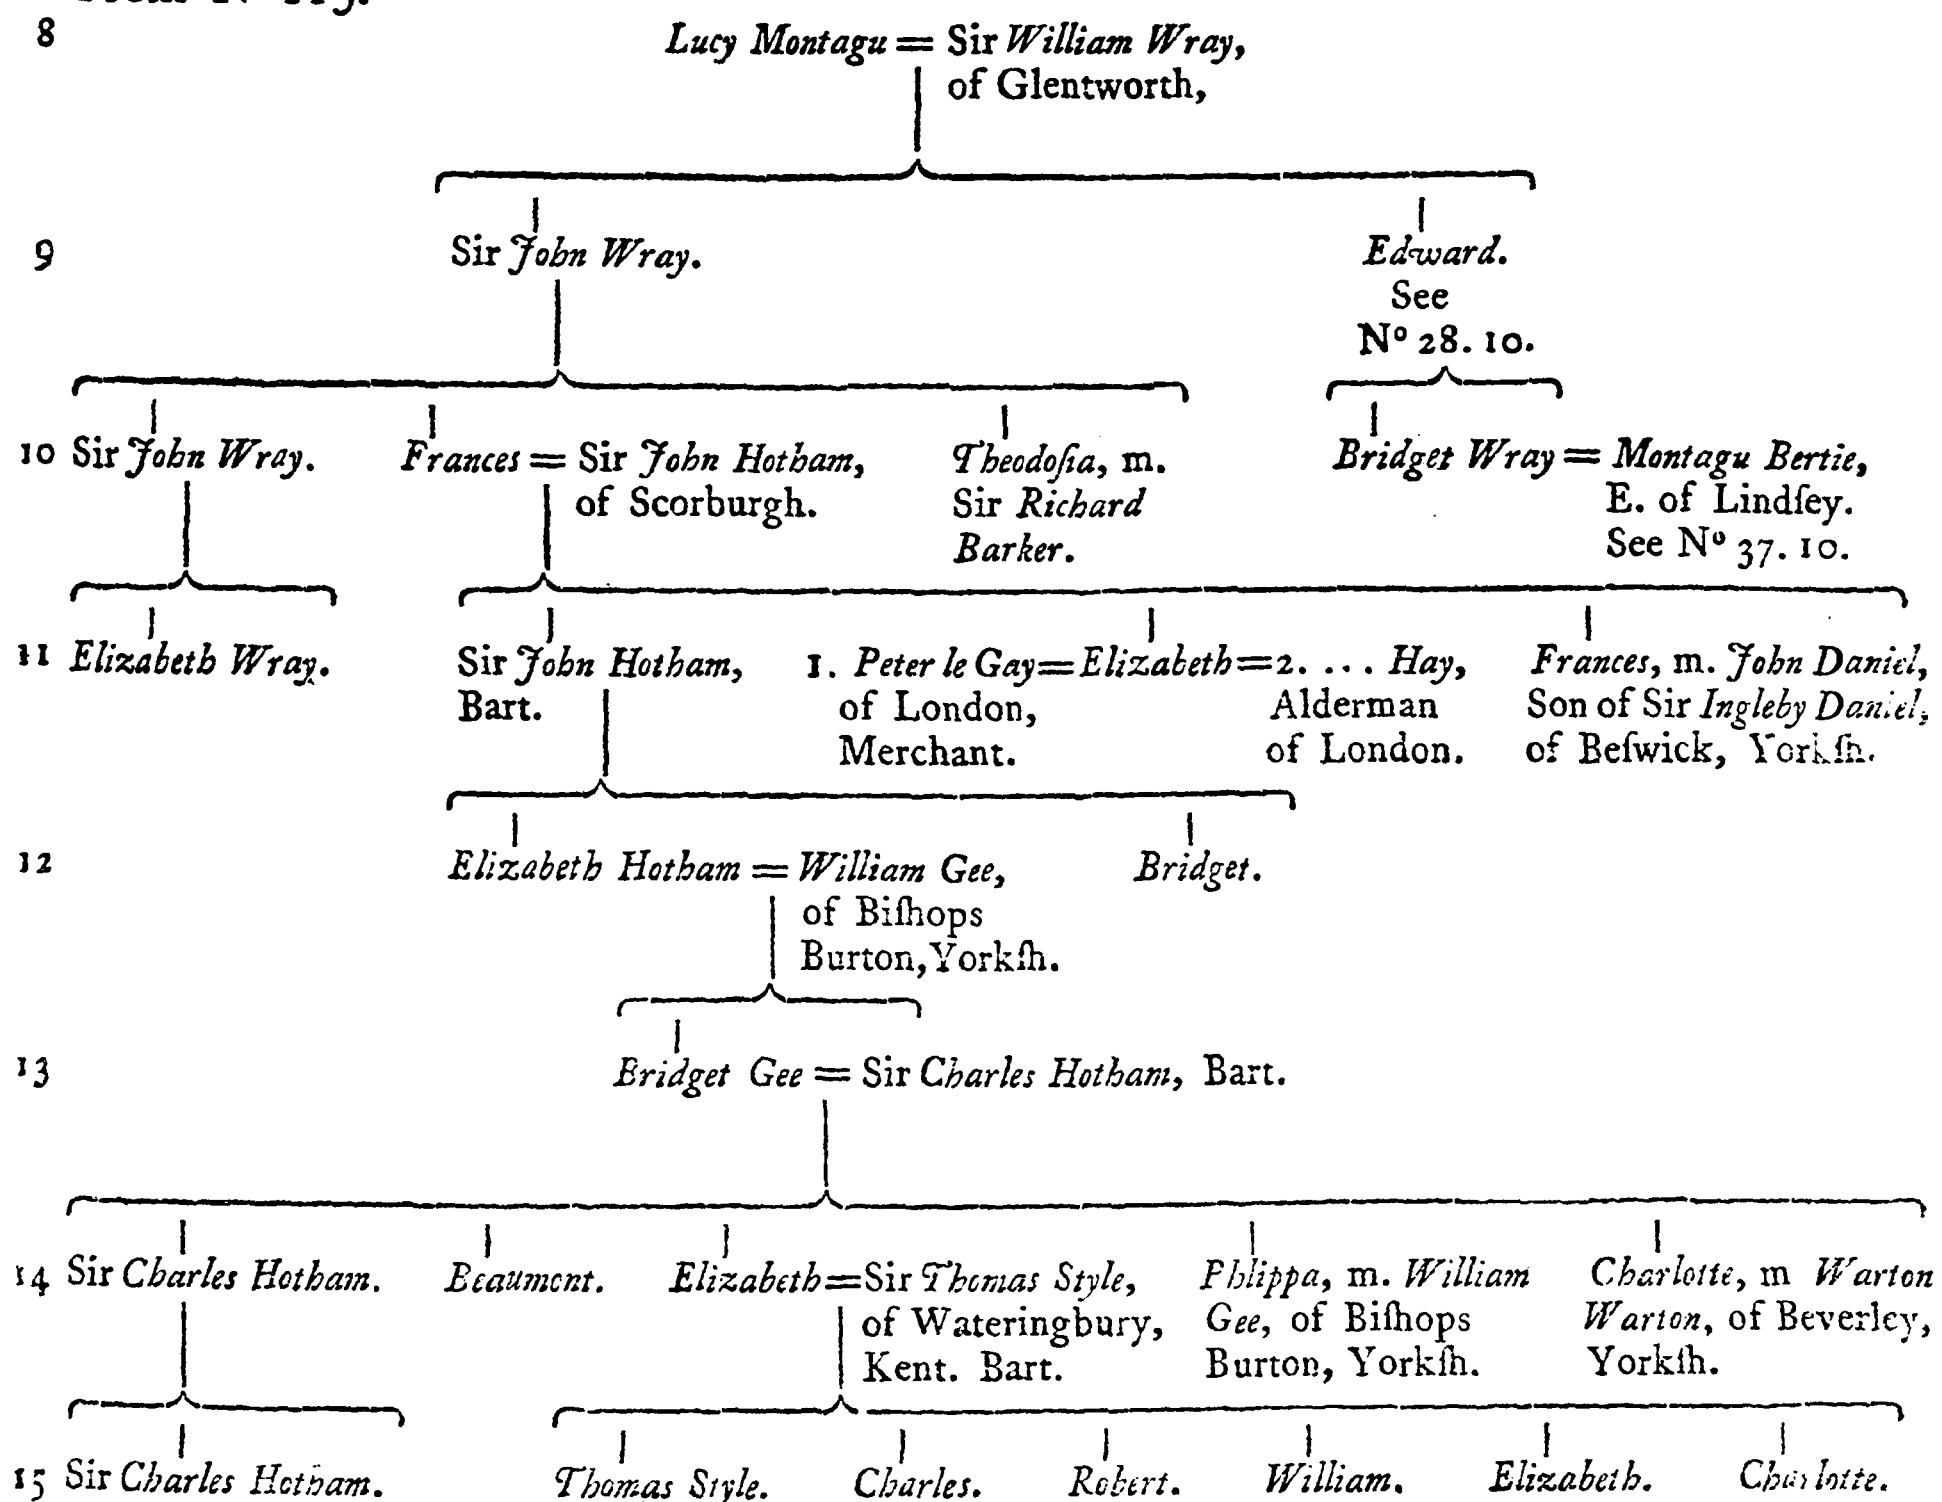 8
Lucy Montagu = Sir William Wray,
of Glentworth,
9
Sir John Wray.
Edward.
See
Nº 28. 10.
10 Sir John Wray.
Frances = Sir John Hotham,
of Scorburgh.
Theodoſia, m.
Sir Richard
Barker.
Bridget Wray = Montagu Bertie,
E. of Lindſey.
See Nº 37. 10.
11 Elizabeth Wray.
Sir John Hotham,
Bart.
1. Peter le Gay=Elizabeth=2. ... Hay,
of London,
Merchant.
Alderman
of London.
Frances, m. John Daniel,
Son of Sir Ingleby Daniel,
of Beſwick, Yorkſh.
12
Elizabeth Hotham = William Gee,
of Biſhops
Burton, Yorkſh.
Bridget.
13
Bridget Gee = Sir Charles Hotham, Bart.
14 Sir Charles Hotham.
Beaumont.
Elizabeth=Sir Thomas Style,
of Wateringbury,
Kent. Bart.
Phlippa, m. William
Gee, of Biſhops
Burton, Yorkſh.
Charlotte, m Warton
Warton, of Beverley,
Yorkſh.
15 Sir Charles Hotham.
Thomas Style.
Charles.
Robert.
William.
Elizabeth.
Charlotte.